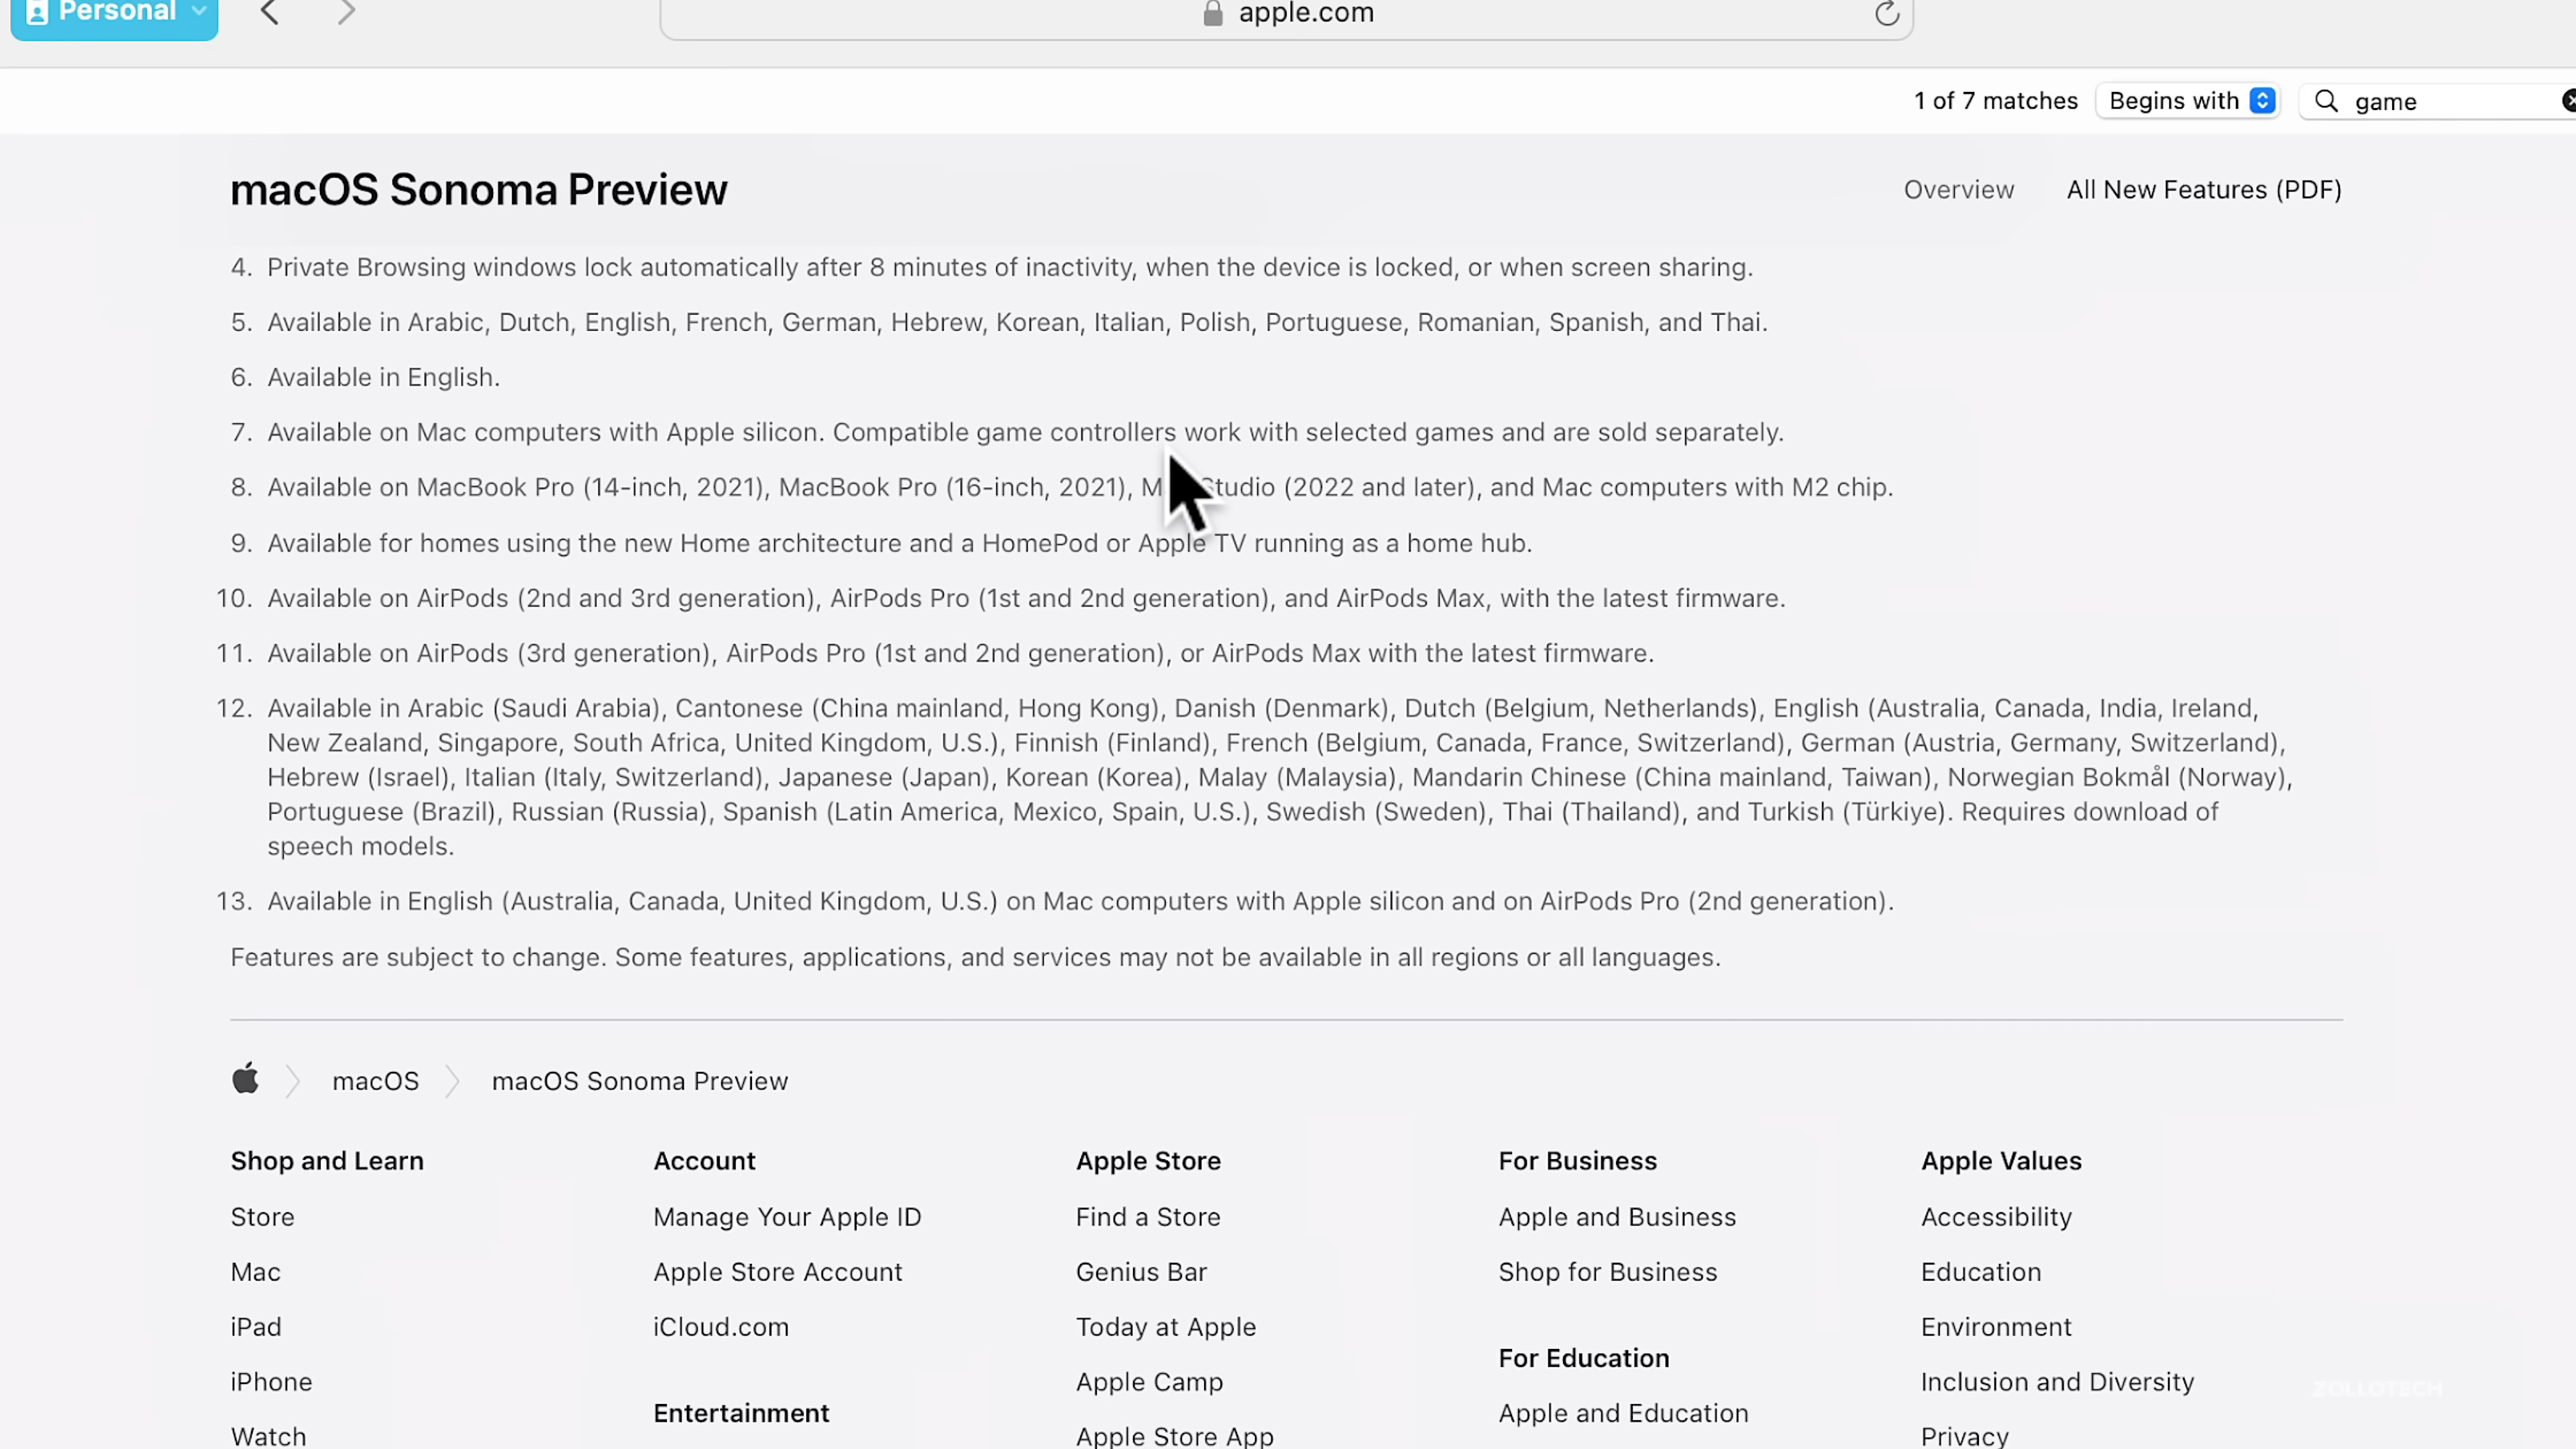 Personal
apple.com
1 of 7 matches Begins with game
macOS Sonoma Preview Overview All New Features (PDF)
4. Private Browsing windows lock automatically after 8 minutes of inactivity, when the device is locked, or when screen sharing.
5. Available in Arabic, Dutch, English, French, German, Hebrew, Korean, Italian, Polish, Portuguese, Romanian, Spanish, and Thai.
6. Available in English.
7. Available on Mac computers with Apple silicon. Compatible game controllers work with selected games and are sold separately.
8. Available on MacBook Pro (14-inch, 2021), MacBook Pro (16-inch, 2021), Studio (2022 and later), and Mac computers with M2 chip.
9. Available for homes using the new Home architecture and a HomePod or Apple TV running as a home hub.
10. Available on AirPods (2nd and 3rd generation), AirPods Pro (1st and 2nd generation), and AirPods Max, with the latest firmware.
11. Available on AirPods (3rd generation), AirPods Pro (1st and 2nd generation), or AirPods Max with the latest firmware.
12. Available in Arabic (Saudi Arabia), Cantonese (China mainland, Hong Kong), Danish (Denmark), Dutch (Belgium, Netherlands), English (Australia, Canada, India, Ireland,
New Zealand, Singapore, South Africa, United Kingdom, U.S.), Finnish (Finland), French (Belgium, Canada, France, Switzerland), German (Austria, Germany, Switzerland),
Hebrew (Israel), Italian (Italy, Switzerland), Japanese (Japan), Korean (Korea), Malay (Malaysia), Mandarin Chinese (China mainland, Taiwan), Norwegian Bokmål (Norway),
Portuguese (Brazil), Russian (Russia), Spanish (Latin America, Mexico, Spain, U.S.), Swedish (Sweden), Thai (Thailand), and Turkish (Türkiye). Requires download of
speech models.
13. Available in English (Australia, Canada, United Kingdom, U.S.) on Mac computers with Apple silicon and on AirPods Pro (2nd generation).
Features are subject to change. Some features, applications, and services may not be available in all regions or all languages.
macOS macOS Sonoma Preview
Shop and Learn
Store
Mac
iPad
iPhone
Watch
Account
Manage Your Apple ID
Apple Store Account
iCloud.com
Entertainment
Apple Store
Find a Store
Genius Bar
Today at Apple
Apple Camp
Apple Store App
For Business
Apple and Business
Shop for Business
For Education
Apple and Education
Apple Values
Accessibility
Education
Environment
Inclusion and Diversity
Privacy
ZOLLOTECH